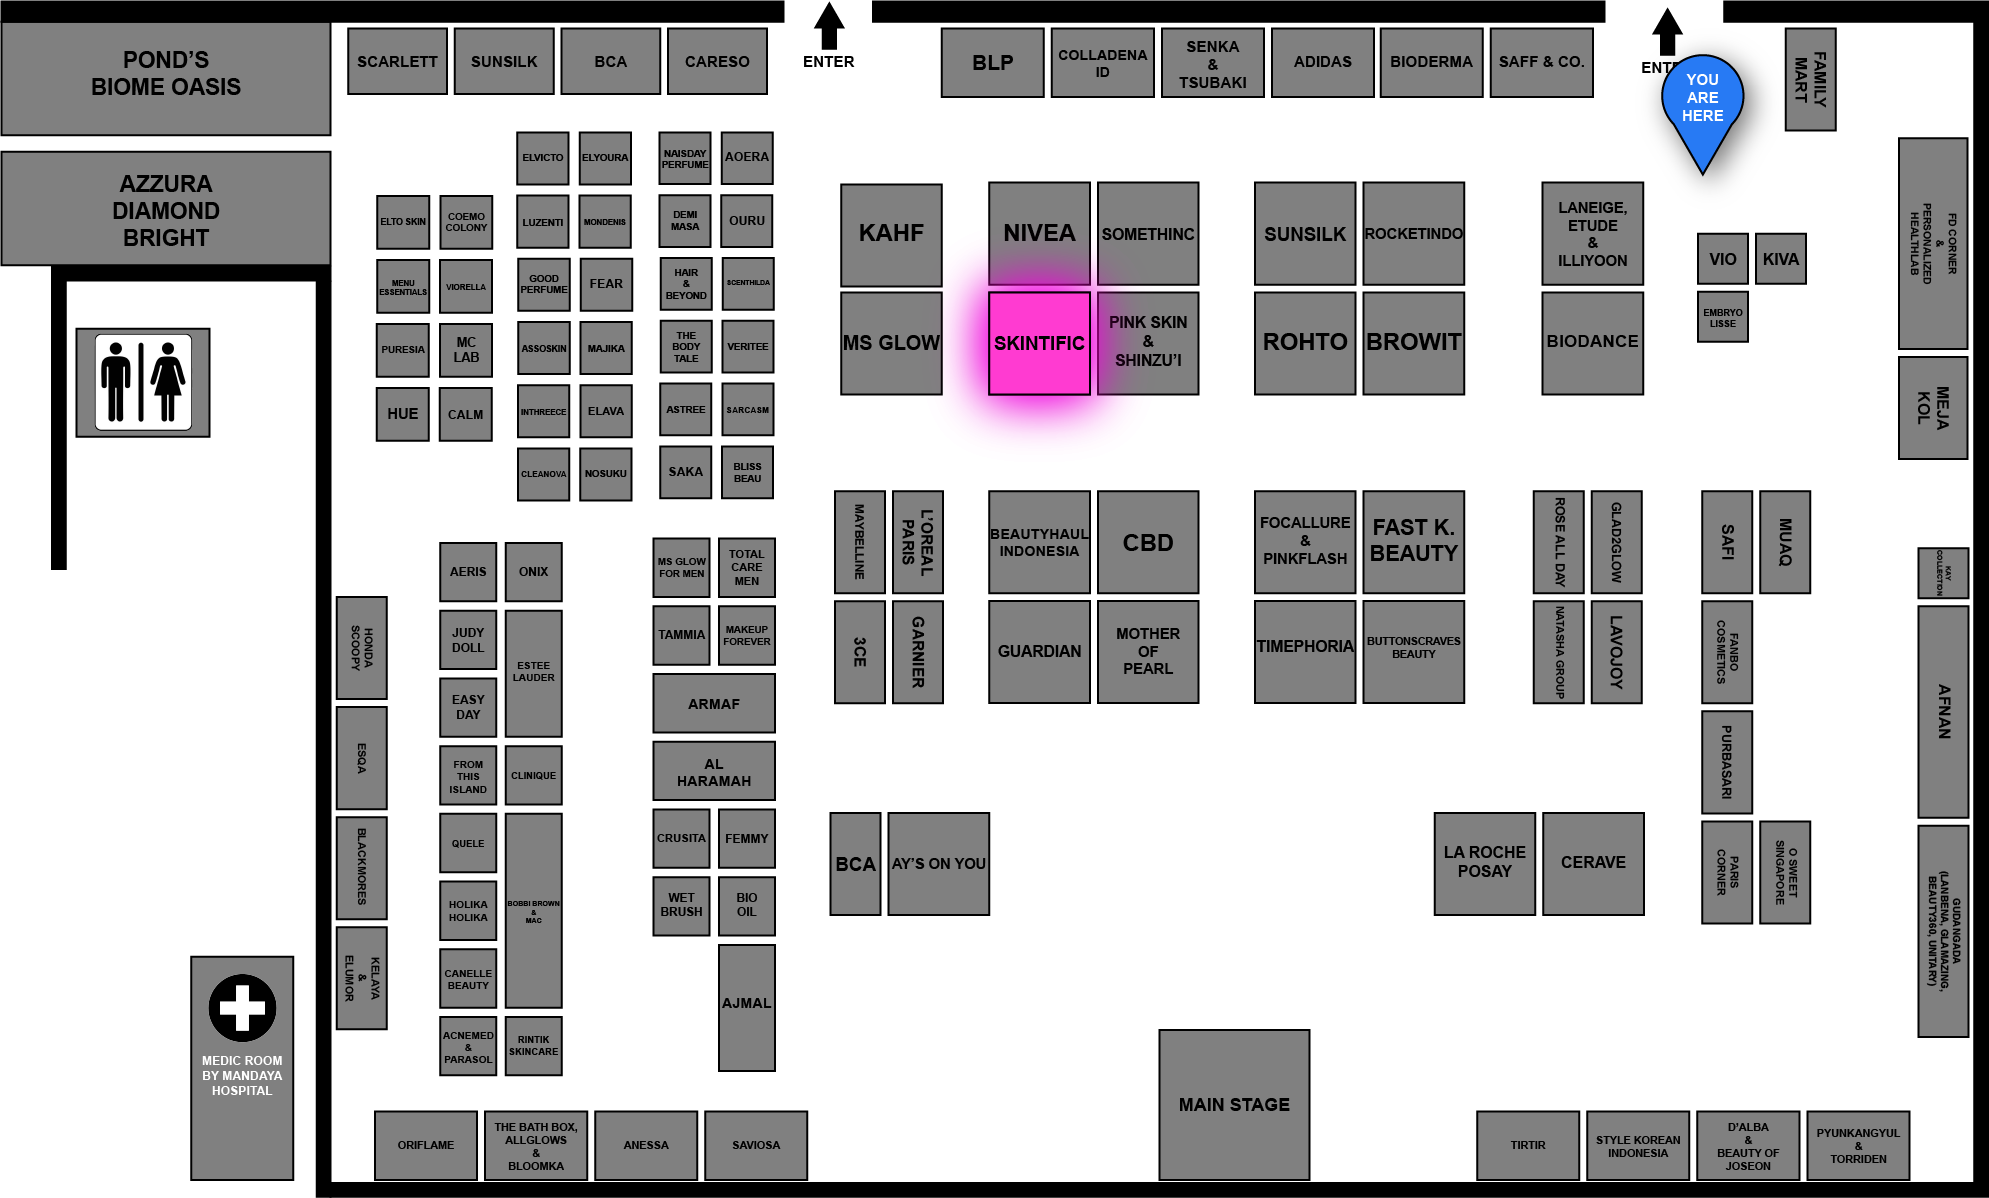 POND'S
BIOME OASIS
SCARLETT
SUNSILK
BCA
CARESO
ENTER
BLP
COLLADENA
ID
SENKA
&
TSUBAKI
ADIDAS
BIODERMA
SAFF & CO.
YOU
ARE
HERE
FAMILY
MART
AZZURA
DIAMOND
BRIGHT
ELVICTO
ELYOURA
NAISDAY
PERFUME
AOERA
ELTO SKIN
COEMO
COLONY
LUZENTI
MONDENIS
DEMI
MASA
OURU
MENU
ESSENTIALS
VIORELLA
GOOD
PERFUME
FEAR
HAIR
&
BEYOND
SCENTHILDA
PURESIA
MC
LAB
ASSOSKIN
MAJIKA
THE
BODY
TALE
VERITEE
HUE
CALM
INTHREECE
ELAVA
ASTREE
SARCASM
CLEANOVA
NOSUKU
SAKA
BLISS
BEAU
KAHF
NIVEA
SOMETHINC
SUNSILK
ROCKETINDO
LANEIGE,
ETUDE
&
ILLIYOON
VIO
KIVA
EMBRYO
LISSE
FD CORNER
&
PERSONALIZED
HEALTHLAB
MS GLOW
SKINTIFIC
PINK SKIN
&
SHINZU'I
ROHTO
BROWIT
BIODANCE
MEJA
KOL
MAYBELLINE
L'OREAL
PARIS
BEAUTYHAUL
INDONESIA
CBD
FOCALLURE
&
PINKFLASH
FAST K.
BEAUTY
ROSE ALL DAY
GLAD2GLOW
SAFI
MUAQ
KAY
COLLECTION
3CE
GARNIER
GUARDIAN
MOTHER
OF
PEARL
TIMEPHORIA
BUTTONSCRAVES
BEAUTY
NATASHA GROUP
LAVOJOY
FANBO
COSMETICS
AFNAN
PURBASARI
AERIS
ONIX
MS GLOW
FOR MEN
TOTAL
CARE
MEN
HONDA
SCOOPY
JUDY
DOLL
ESTEE
LAUDER
TAMMIA
MAKEUP
FOREVER
EASY
DAY
ARMAF
ESQA
FROM
THIS
ISLAND
CLINIQUE
AL
HARAMAH
BLACKMORES
QUELE
BOBBI BROWN
&
MAC
CRUSITA
FEMMY
BCA
AY'S ON YOU
LA ROCHE
POSAY
CERAVE
PARIS
CORNER
O SWEET
SINGAPORE
GUDANGADA
(LANBENA, GLAMAZING,
BEAUTY360, UNITARY)
HOLIKA
HOLIKA
WET
BRUSH
BIO
OIL
KELAYA
&
ELUMOR
CANELLE
BEAUTY
AJMAL
ACNEMED
&
PARASOL
RINTIK
SKINCARE
MEDIC ROOM
BY MANDAYA
HOSPITAL
MAIN STAGE
ORIFLAME
THE BATH BOX,
ALLGLOWS
&
BLOOMKA
ANESSA
SAVIOSA
TIRTIR
STYLE KOREAN
INDONESIA
D'ALBA
&
BEAUTY OF
JOSEON
PYUNKANGYUL
&
TORRIDEN